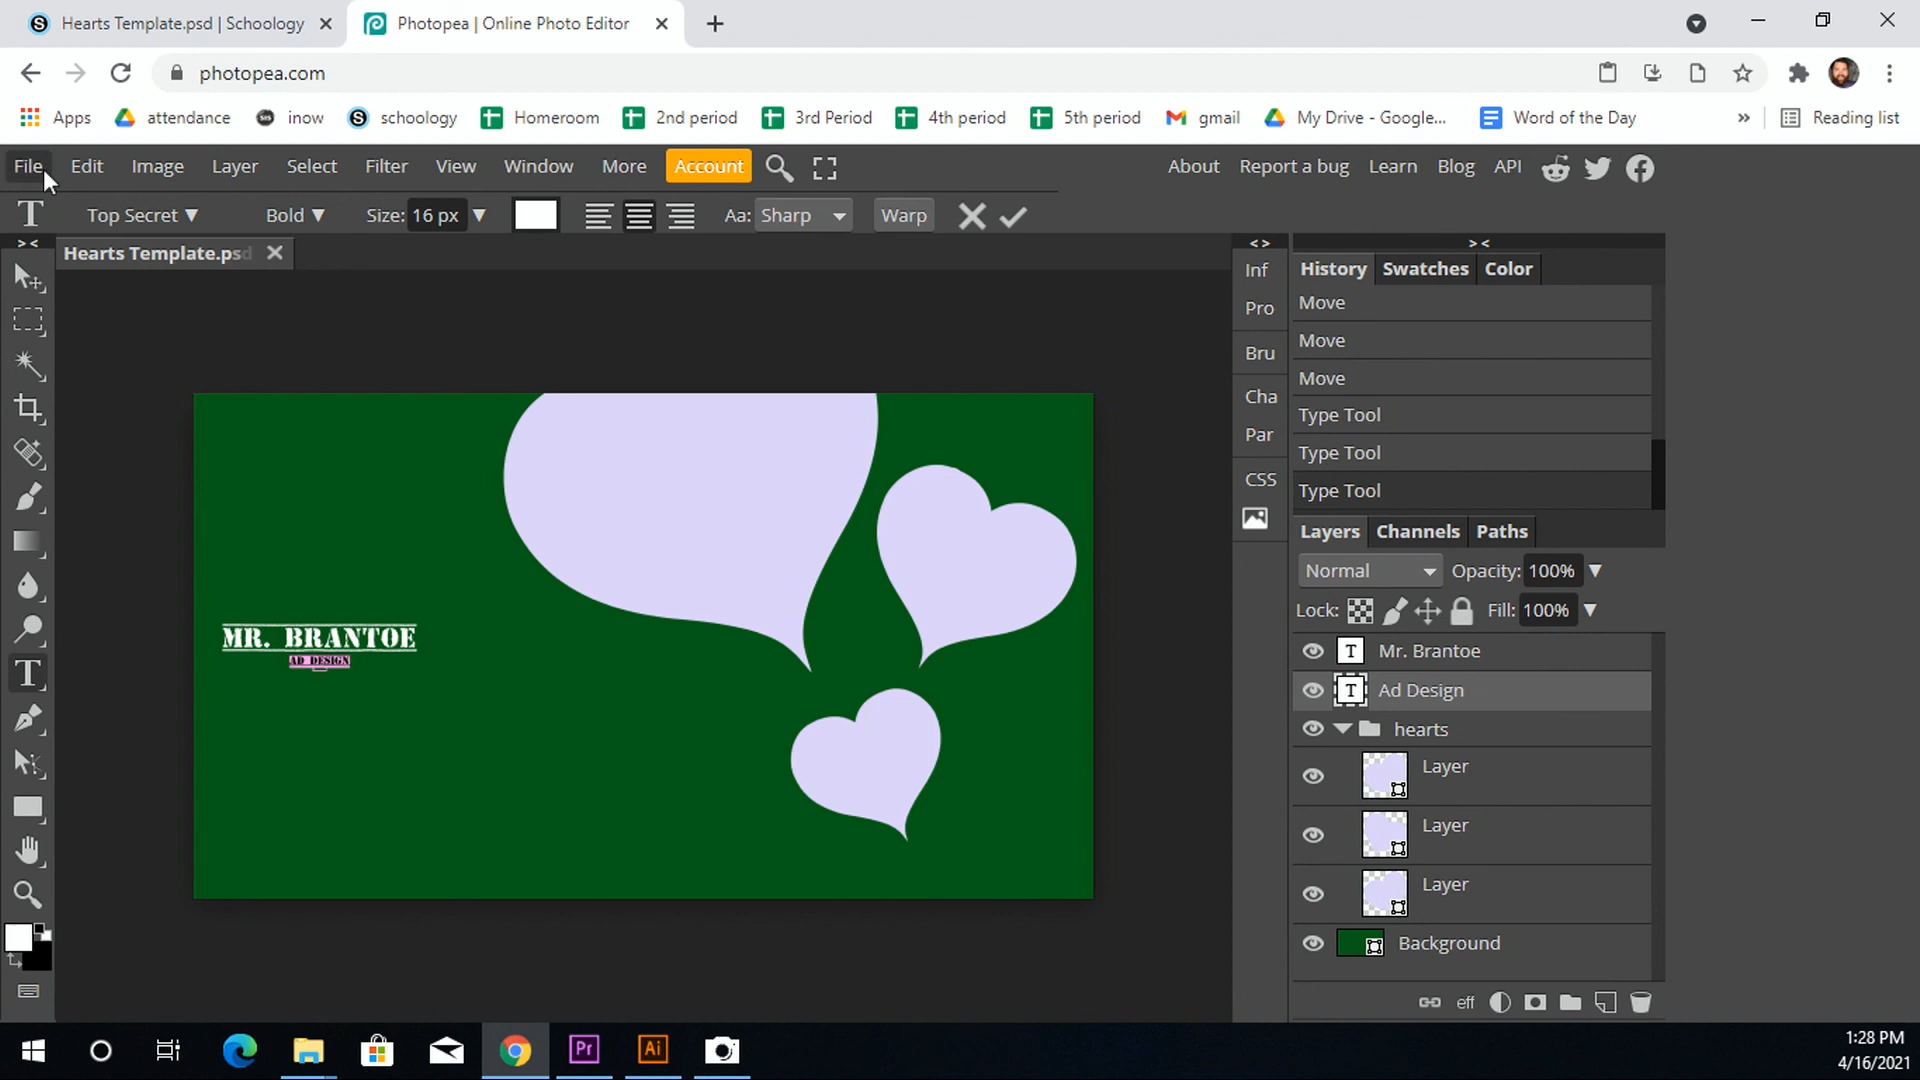 Hearts Template.psd | Schoology
Photopea | Online Photo Editor
photopea.com
Apps
attendance
inow
schoology
Homeroom
2nd period
3rd Period
4th period
5th period
gmail
My Drive - Google...
Word of the Day
»
Reading list
File
Edit
Image
Layer
Select
Filter
View
Window
More
Account
About
Report a bug
Learn
Blog
API
T
Top Secret
Bold
Size: 16 px
Aa: Sharp
Warp
> <
Hearts Template.psd
< >
> <
Inf
Pro
Bru
Cha
Par
CSS
History
Swatches
Color
Move
Move
Move
Type Tool
Type Tool
Type Tool
Layers
Channels
Paths
Normal
Opacity: 100%
Lock:
Fill: 100%
T
Mr. Brantoe
T
Ad Design
hearts
Layer
Layer
Layer
Background
eff
MR. BRANTOE
AD DESIGN
T
Pr
Ai
1:28 PM
4/16/2021